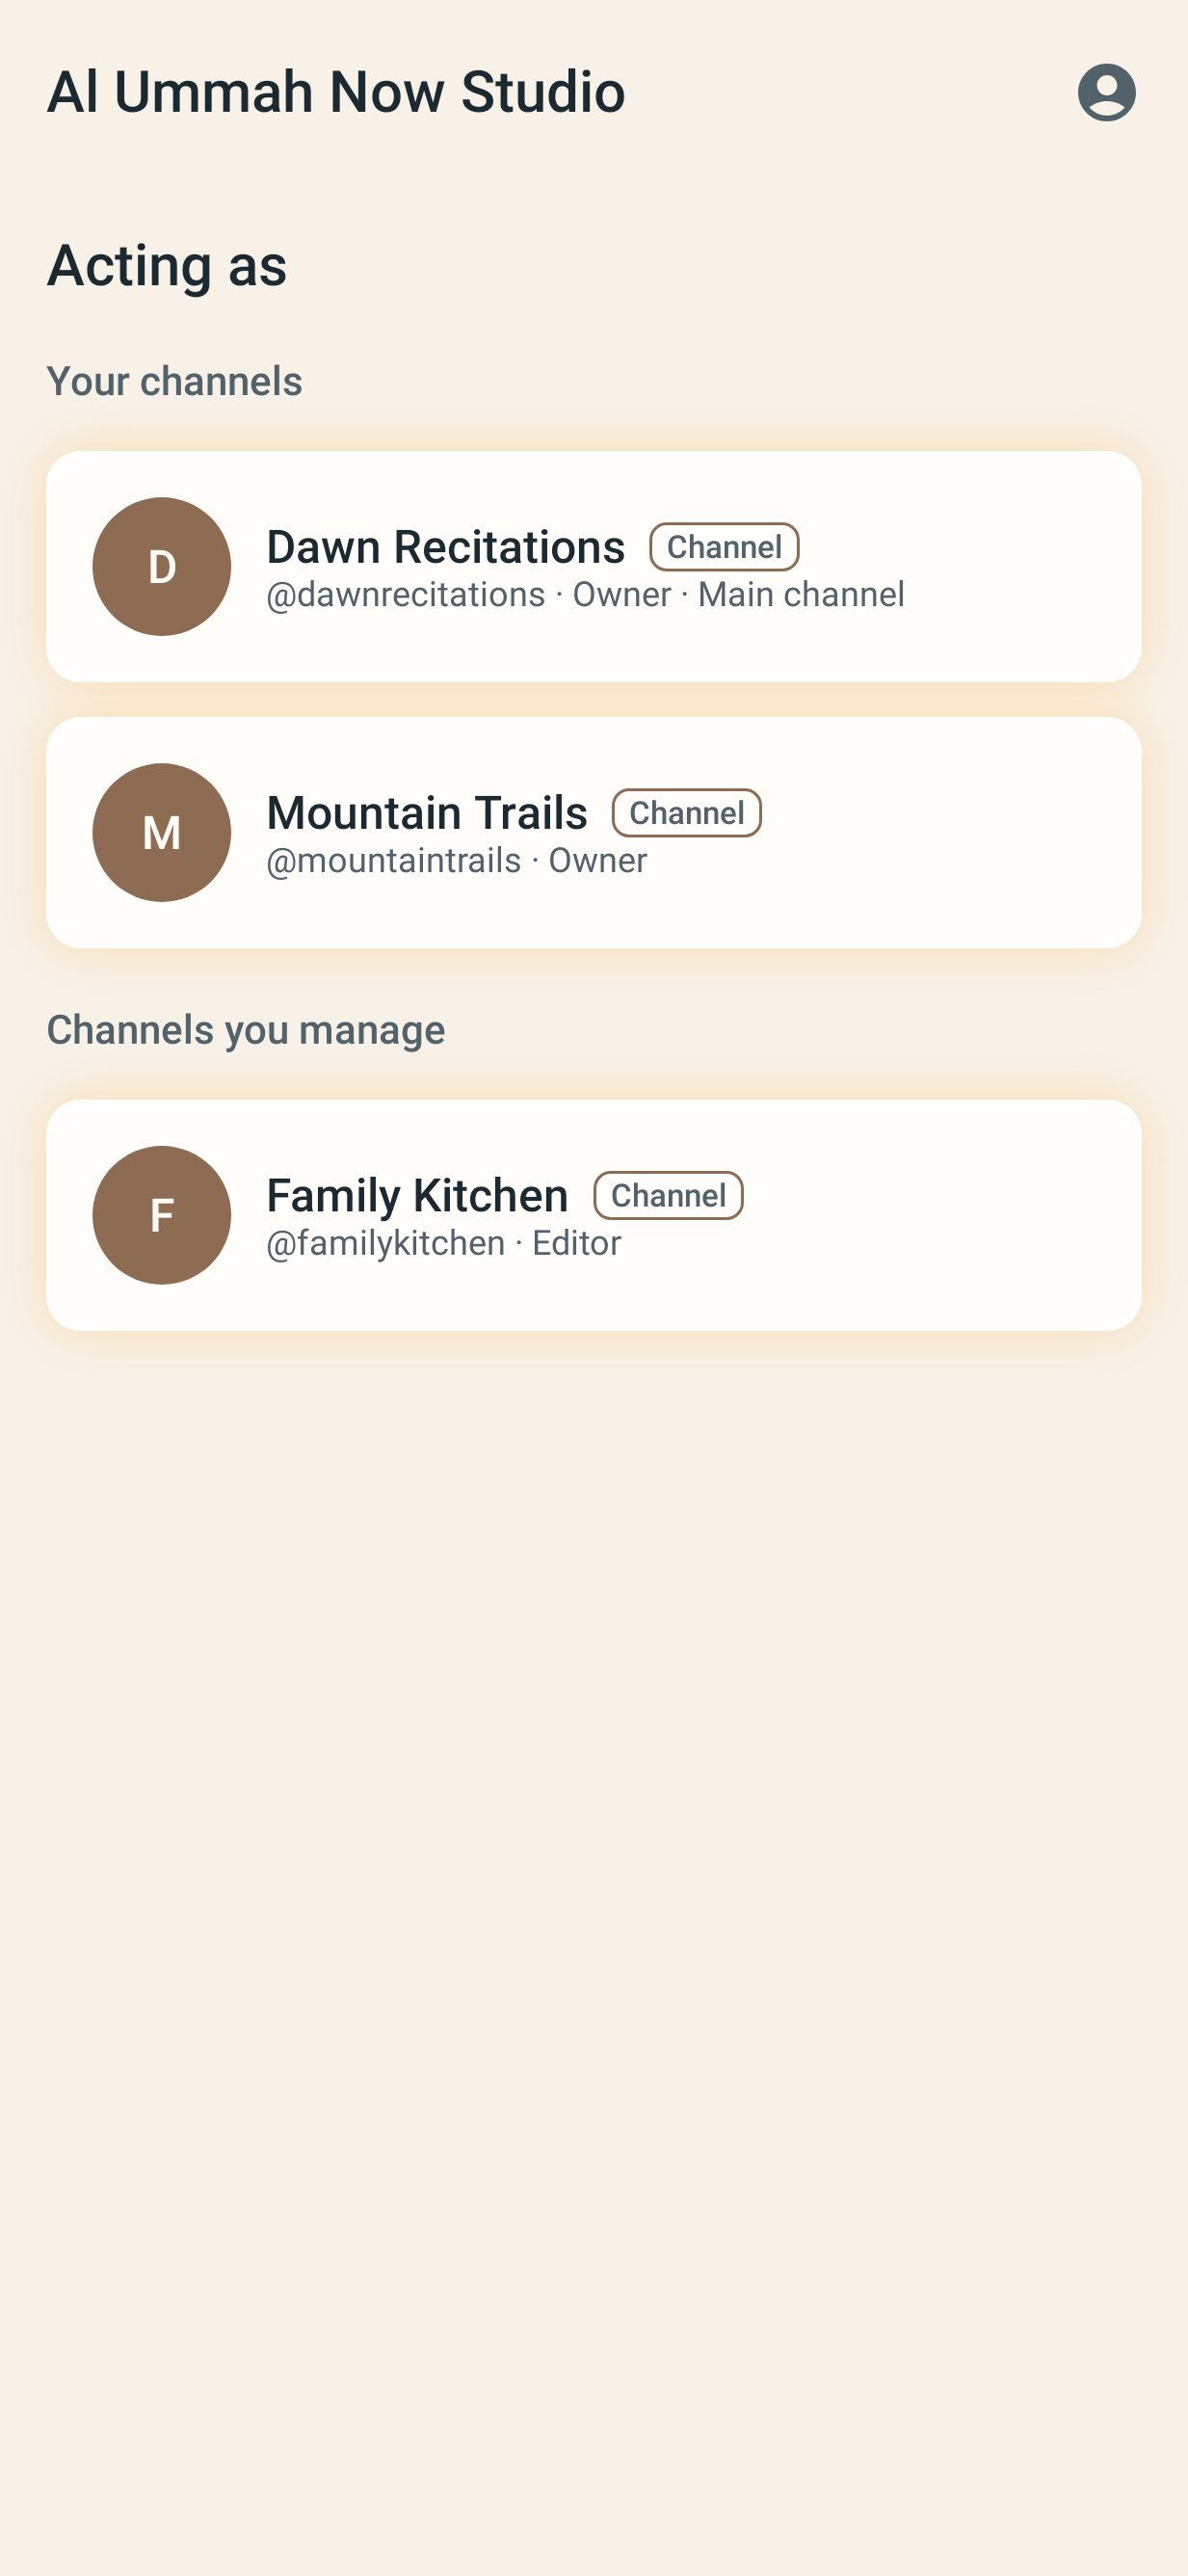 Al Ummah Now Studio
Acting as
Your channels
D
Dawn Recitations Channel
@dawnrecitations · Owner · Main channel
M
Mountain Trails Channel
@mountaintrails · Owner
Channels you manage
F
Family Kitchen Channel
@familykitchen · Editor